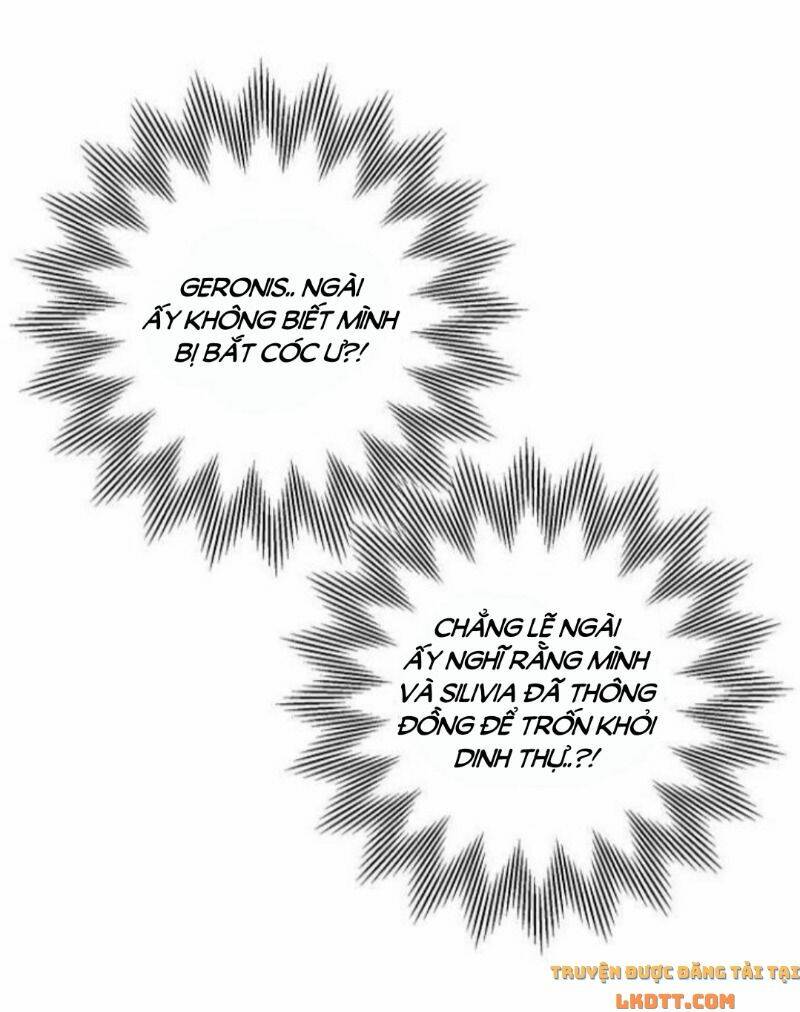 GERONIS.. NGÀI
ẤY KHÔNG BIẾT MÌNH
BỊ BẮT CÓC Ư?!
CHẲNG LẼ NGÀI
ẤY NGHĨ RẰNG MÌNH
VÀ SILIVIA ĐÃ THÔNG
ĐỒNG ĐỂ TRỐN KHỎI
DINH THỰ..?!
TRUYỆN ĐƯỢC ĐĂNG TẢI TẠI
LKDTT.COM